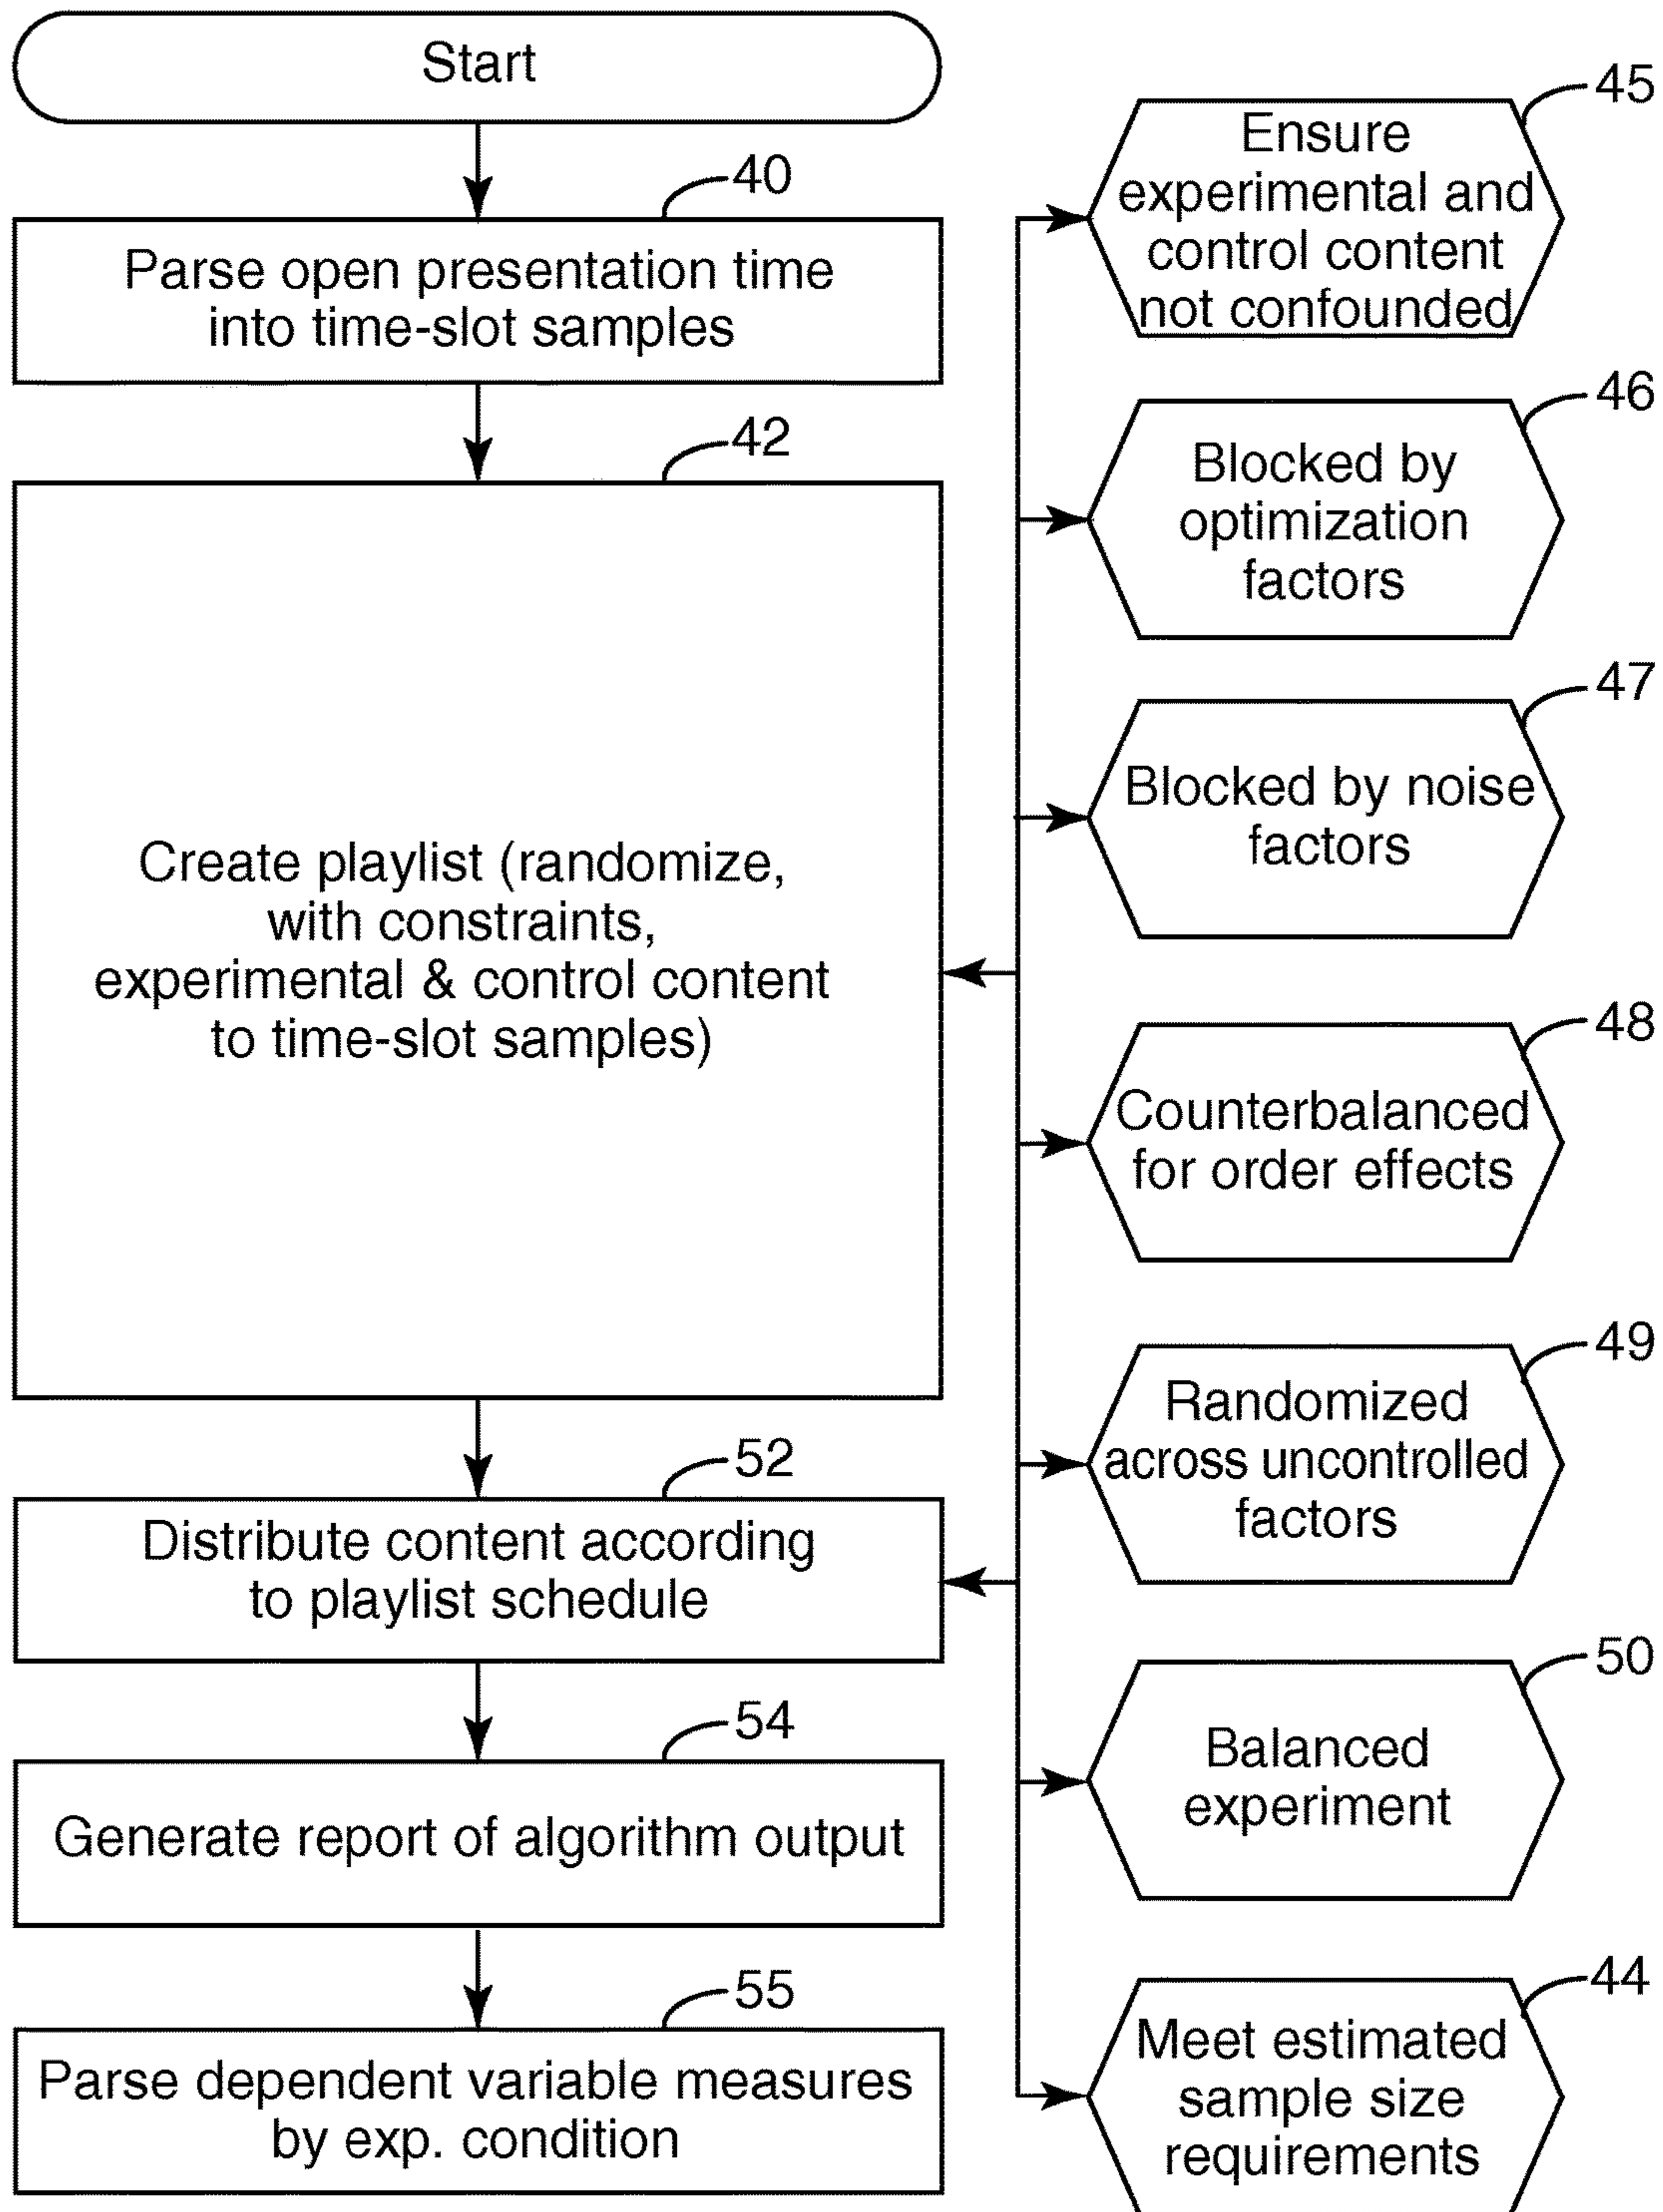 Start
40
Parse open presentation time
into time-slot samples
42
Create playlist (randomize,
with constraints,
experimental & control content
to time-slot samples)
52
Distribute content according
to playlist schedule
54
Generate report of algorithm output
55
Parse dependent variable measures
by exp. condition
45
Ensure
experimental and
control content
not confounded
46
Blocked by
optimization
factors
47
Blocked by noise
factors
48
Counterbalanced
for order effects
49
Randomized
across uncontrolled
factors
50
Balanced
experiment
44
Meet estimated
sample size
requirements